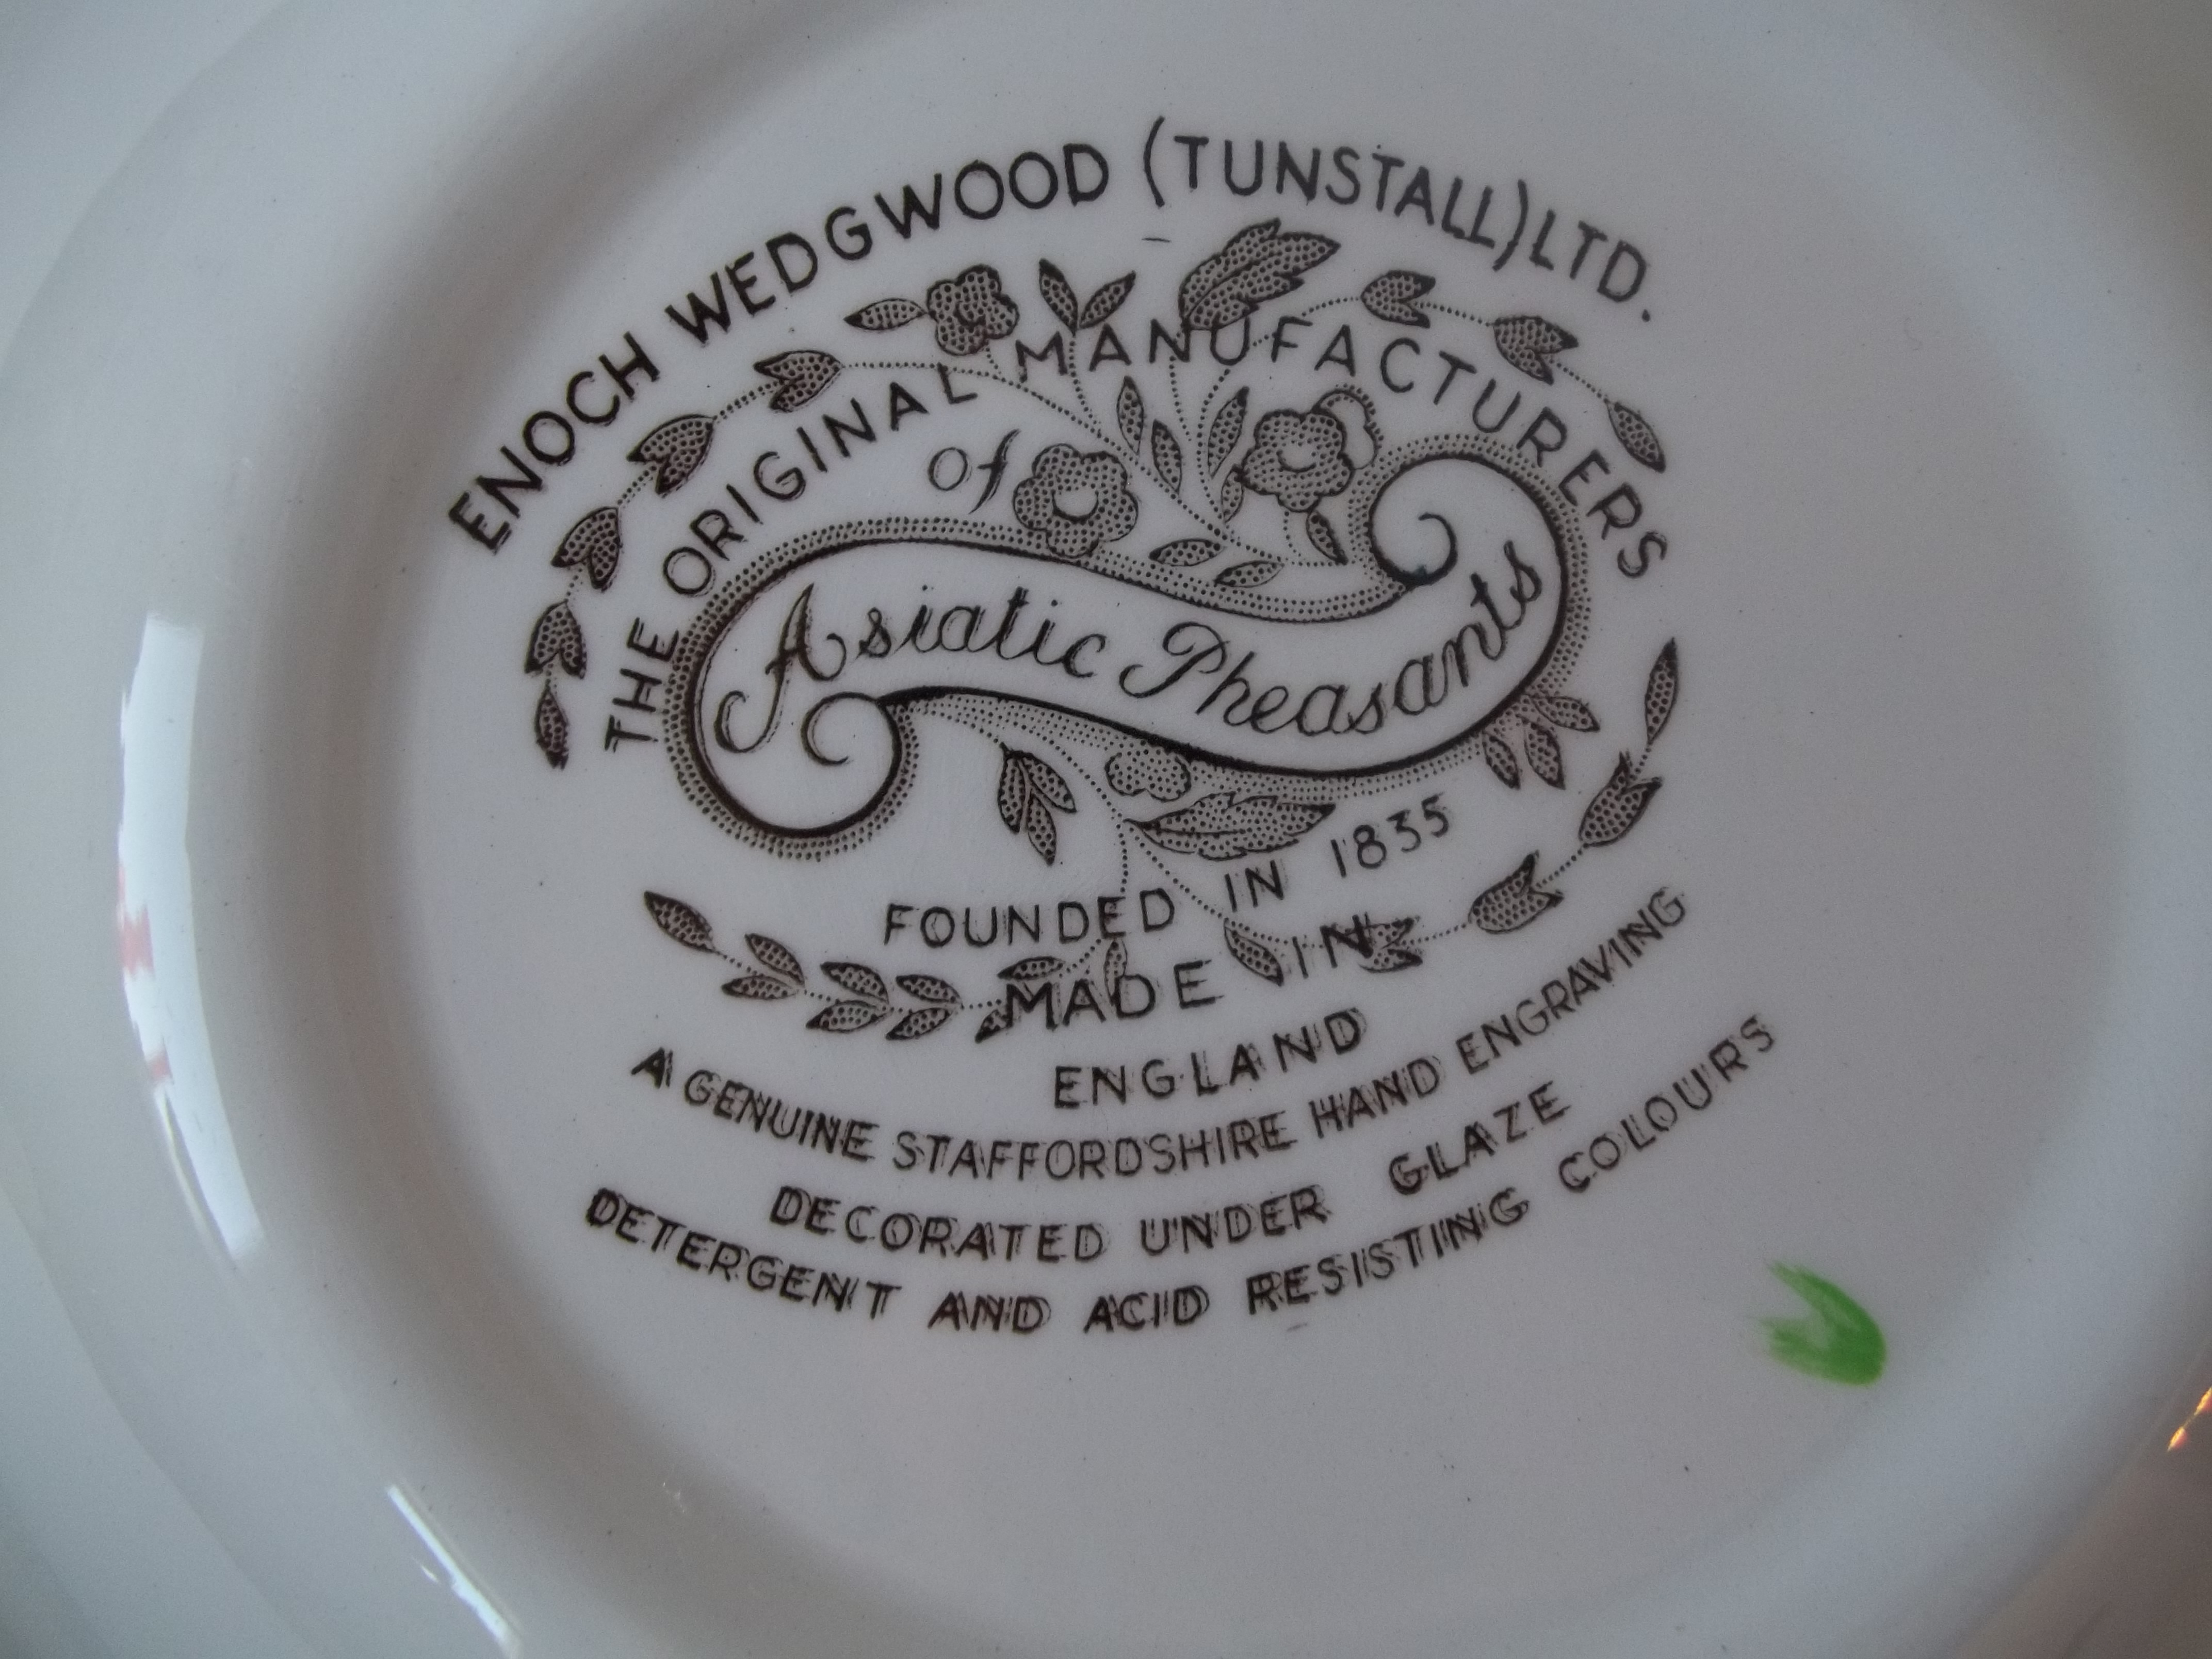 ENOCH WEDGWOOD (TUNSTALL) LTD.
THE ORIGINAL MANUFACTURERS
of
Asiatic Pheasants
FOUNDED IN 1835
MADE IN
ENGLAND
A GENUINE STAFFORDSHIRE HAND ENGRAVING
DECORATED UNDER GLAZE
DETERGENT AND ACID RESISTING COLOURS